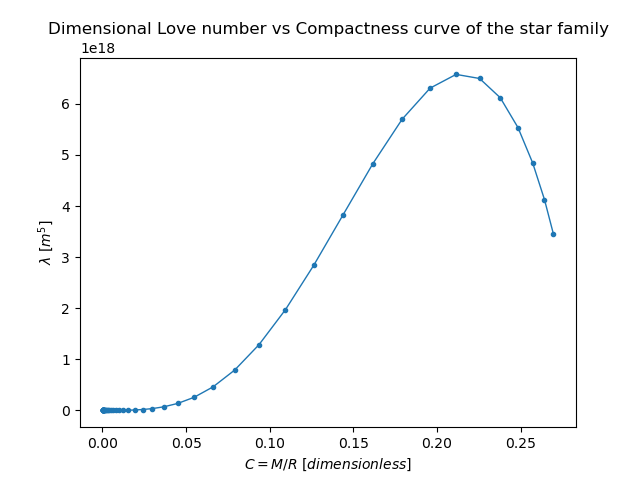 Dimensional Love number vs Compactness curve of the star family
1e18
6
5
4
3
2
1
0
λ [m⁵]
0.00 0.05 0.10 0.15 0.20 0.25
C = M/R [dimensionless]